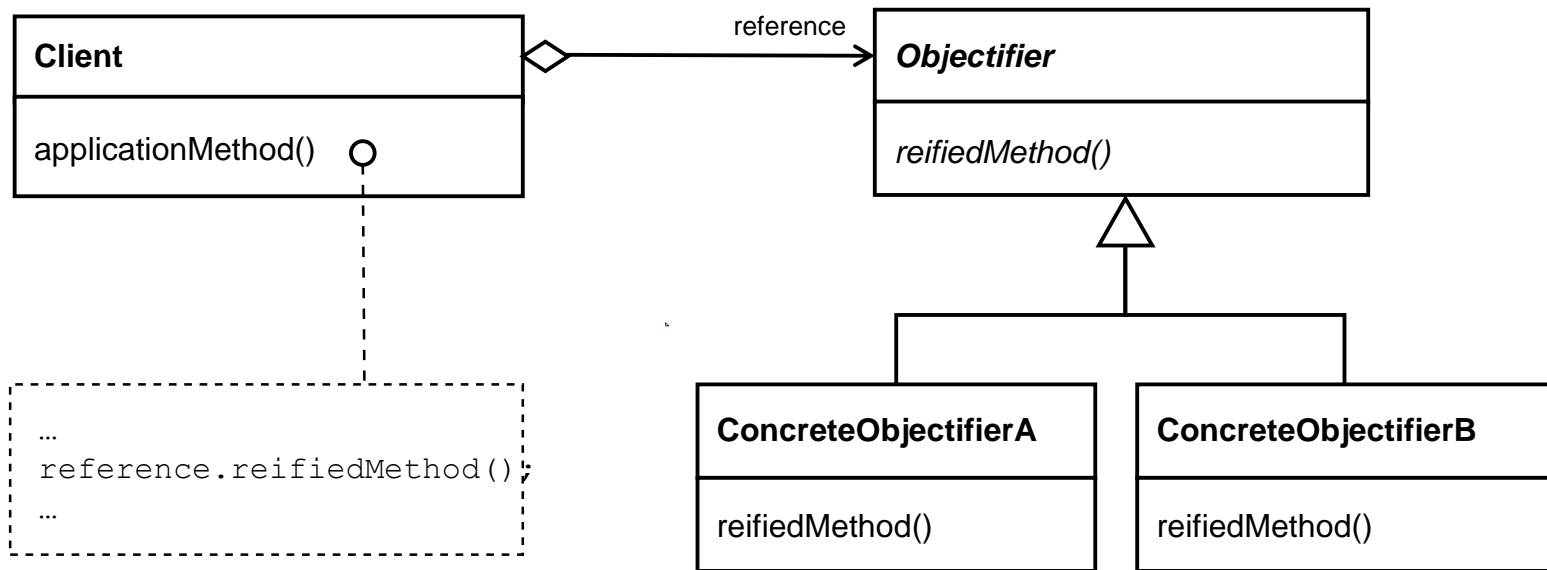 Client
applicationMethod()
reference
Objectifier
reifiedMethod()
…
reference.reifiedMethod();
…
ConcreteObjectifierA
reifiedMethod()
ConcreteObjectifierB
reifiedMethod()